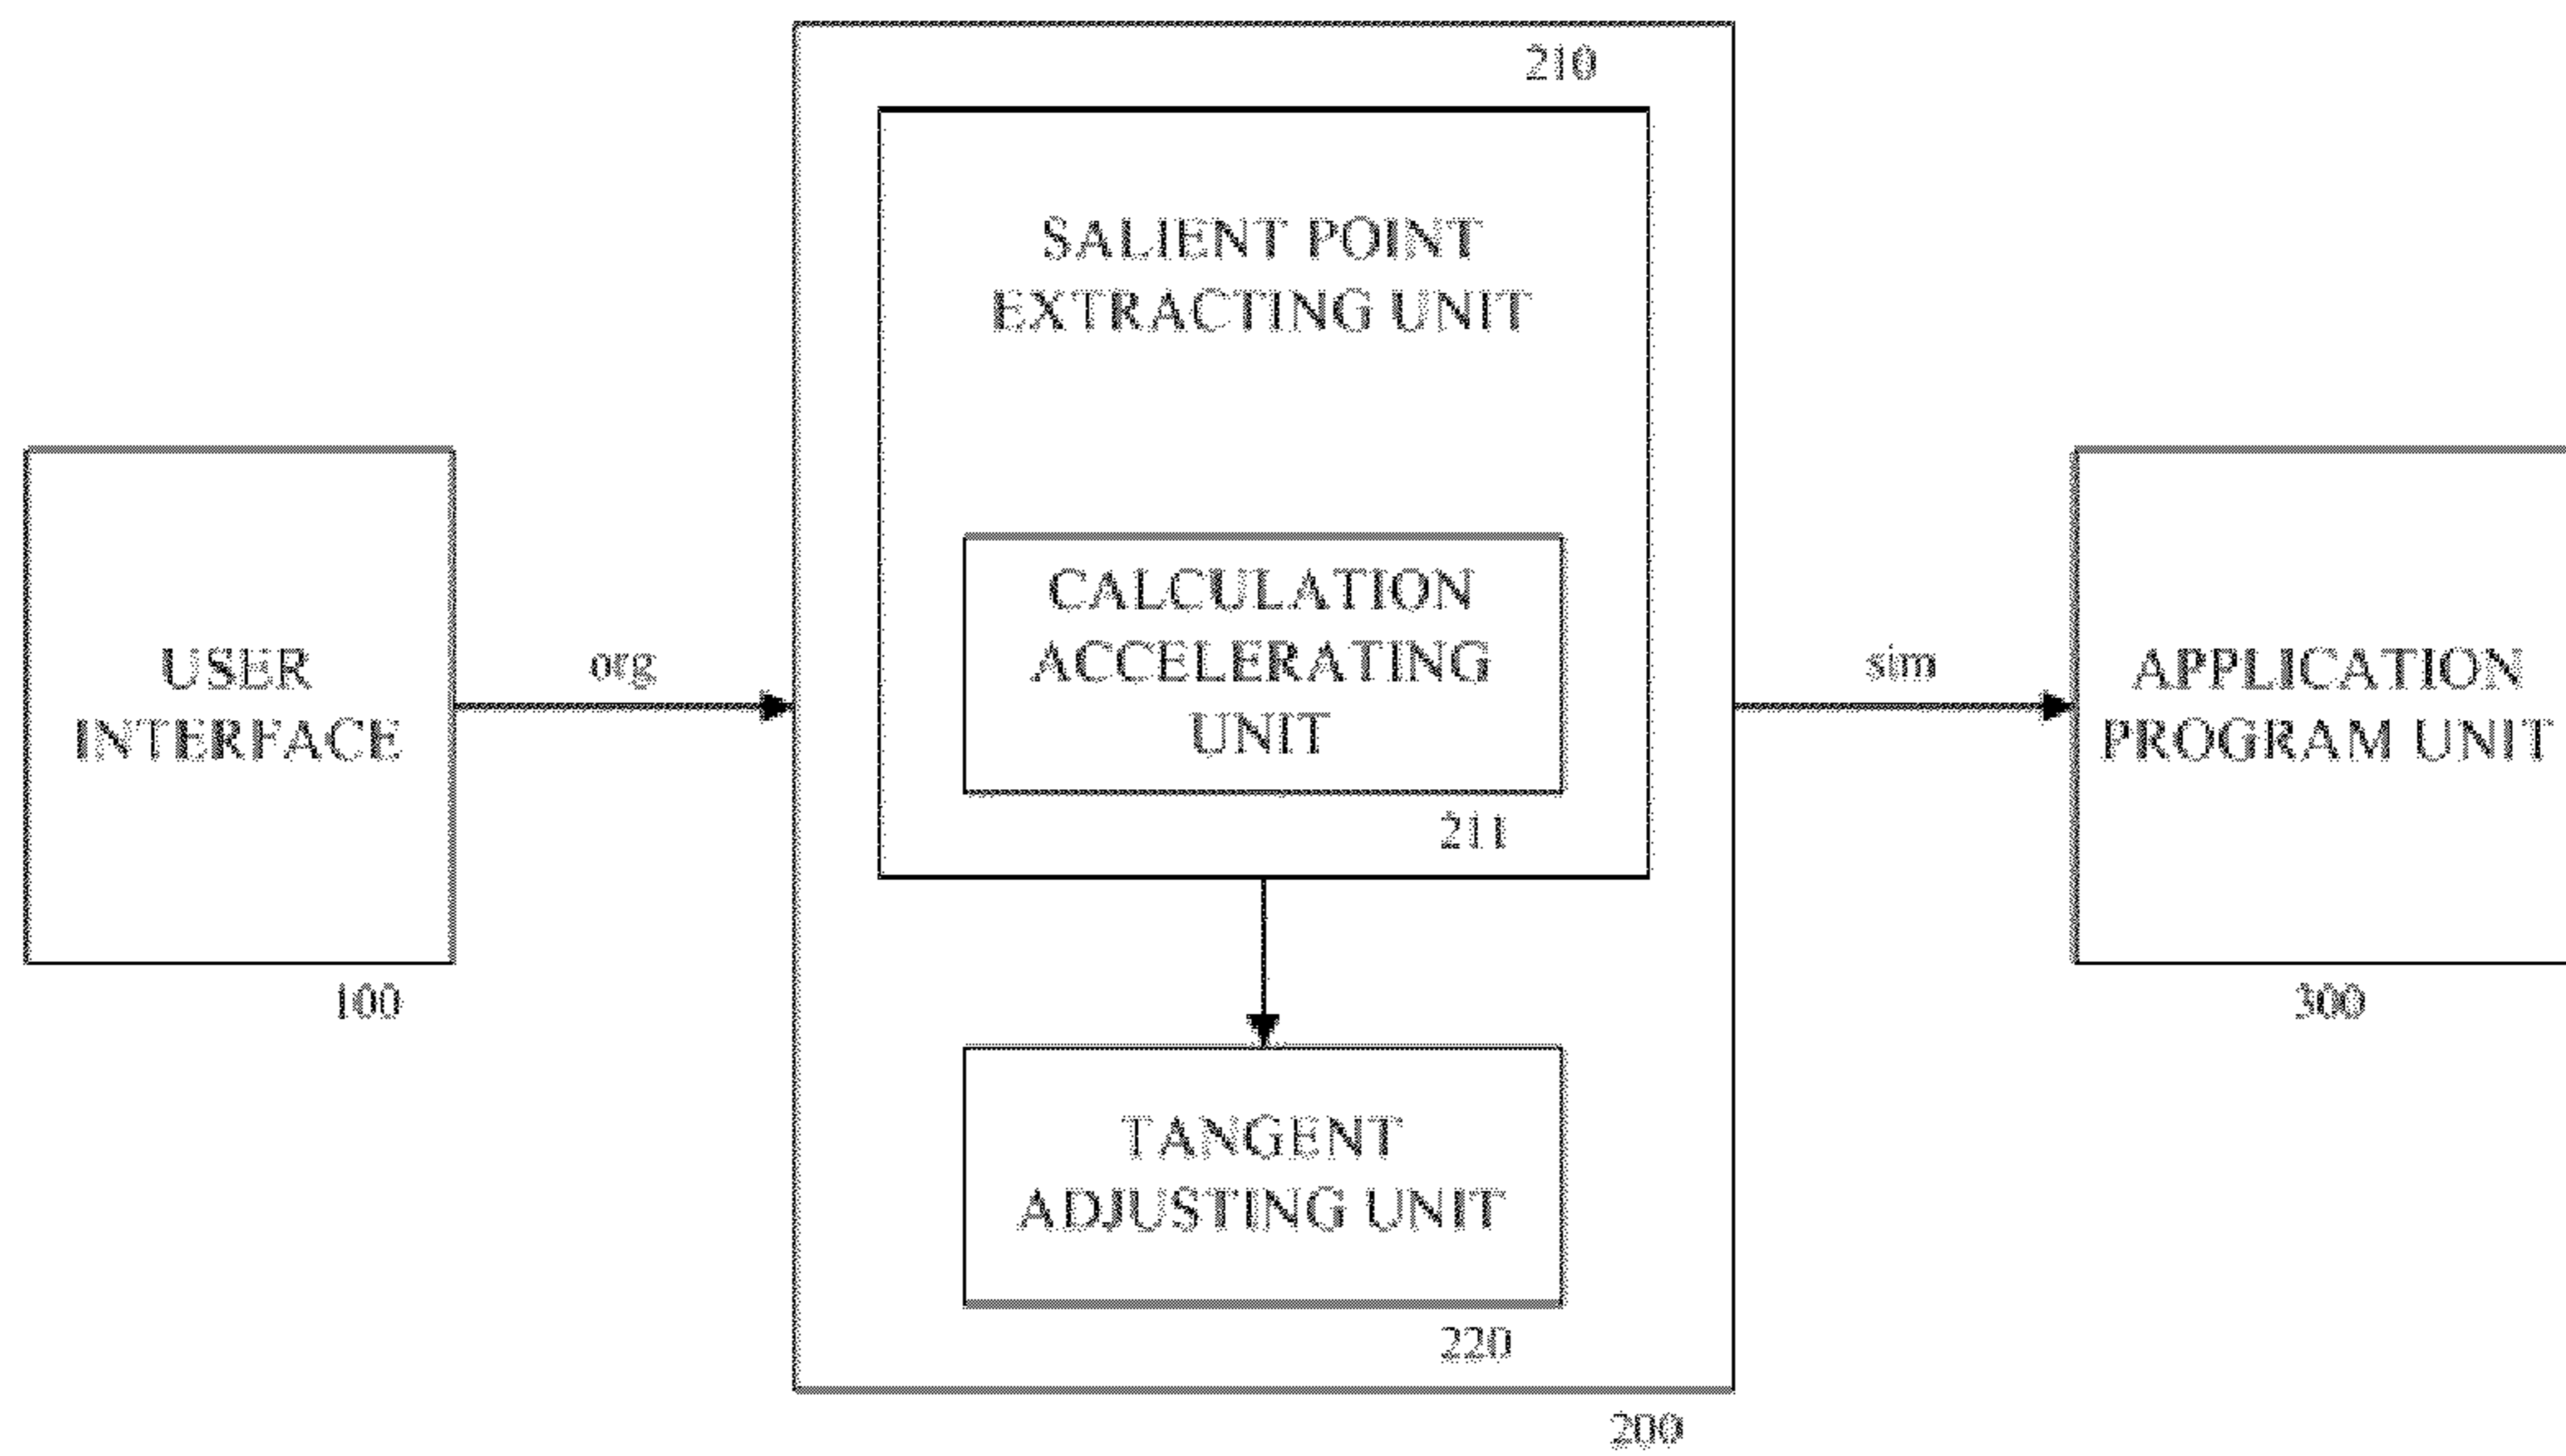 210
SALIENT POINT
EXTRACTING UNIT
CALCULATION
ACCELERATING
UNIT
211
USER
INTERFACE
100
org
sim
APPLICATION
PROGRAM UNIT
300
TANGENT
ADJUSTING UNIT
220
200